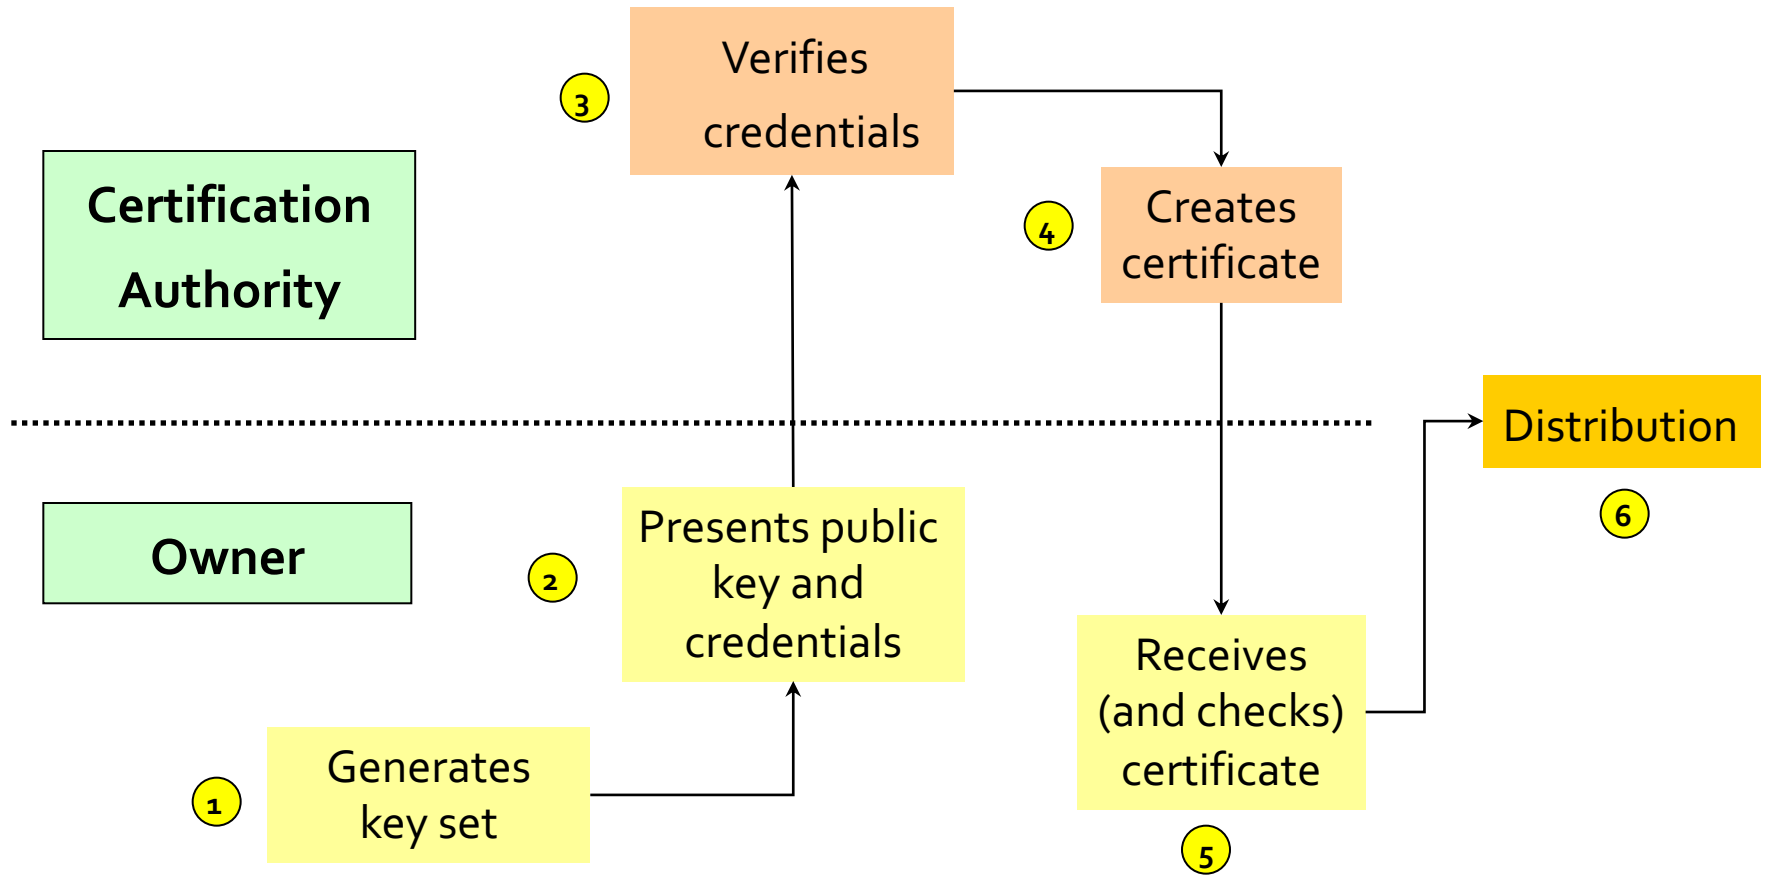 Verifies
credentials
3
Certification
Authority
Creates
certificate
4
Distribution
6
Owner
Presents public
key and
credentials
2
Receives
(and checks)
certificate
5
Generates
key set
1